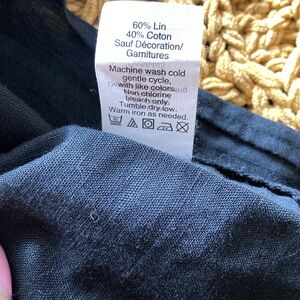 60% Lin
40% Coton
Sauf Décoration/
Garnitures
Machine wash cold
gentle cycle,
with like colors.
Non chlorine
bleach only.
Tumble dry low.
Warm iron as needed.